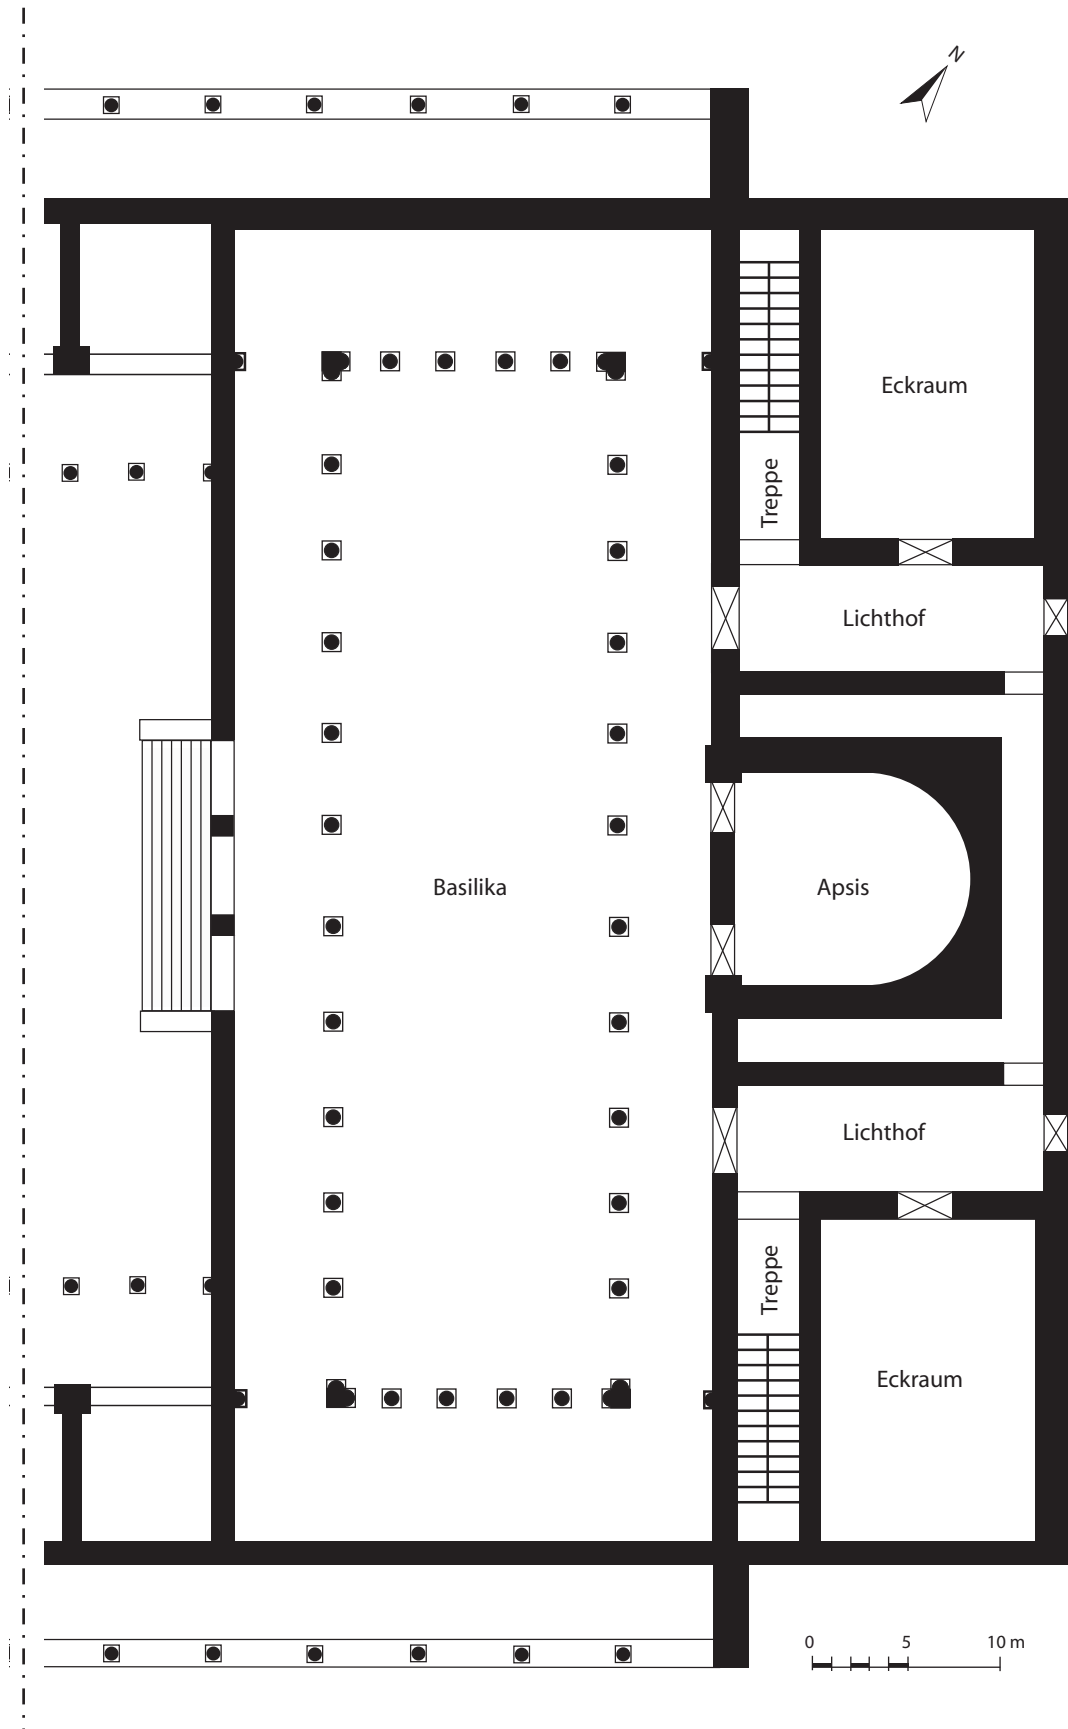 N
Eckraum
Treppe
Lichthof
Basilika
Apsis
Lichthof
Treppe
Eckraum
0 5 10 m